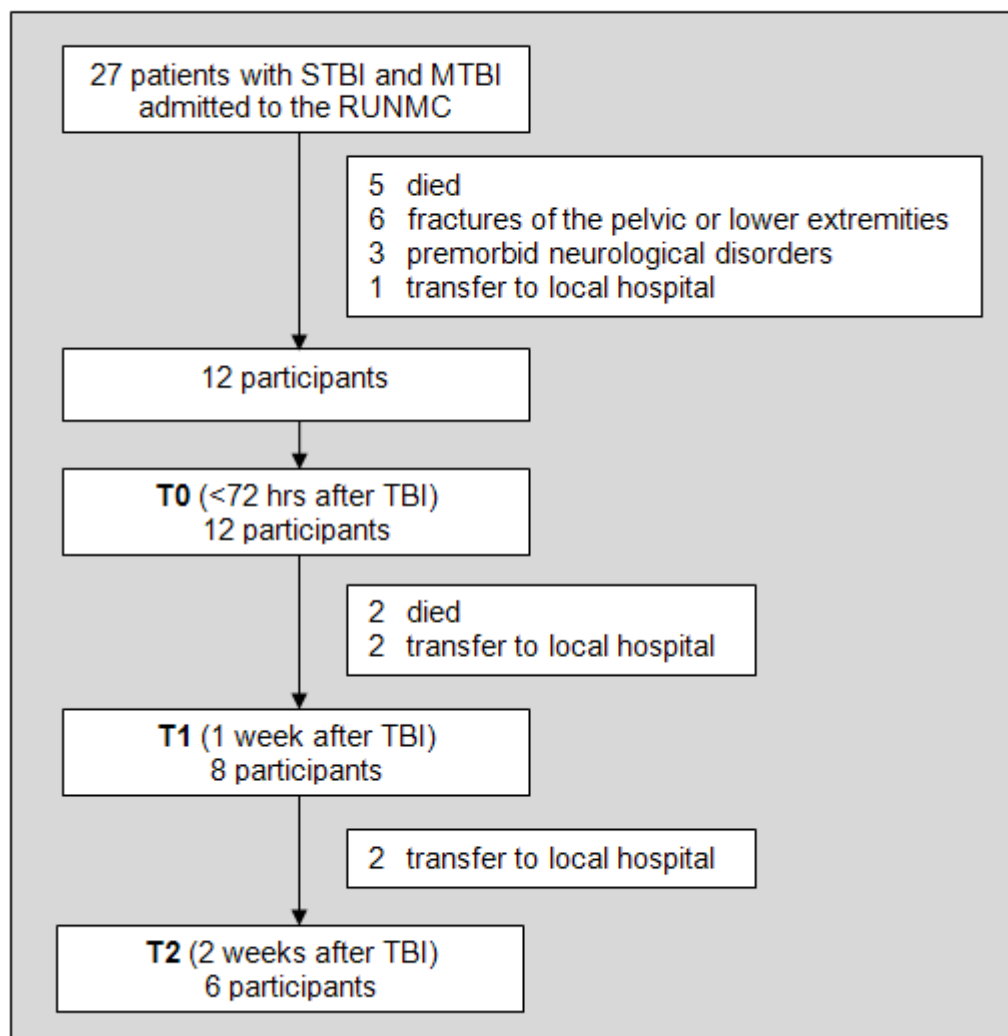 27 patients with STBI and MTBI
admitted to the RUNMC
5 died
6 fractures of the pelvic or lower extremities
3 premorbid neurological disorders
1 transfer to local hospital
12 participants
T0 (<72 hrs after TBI)
12 participants
2 died
2 transfer to local hospital
T1 (1 week after TBI)
8 participants
2 transfer to local hospital
T2 (2 weeks after TBI)
6 participants